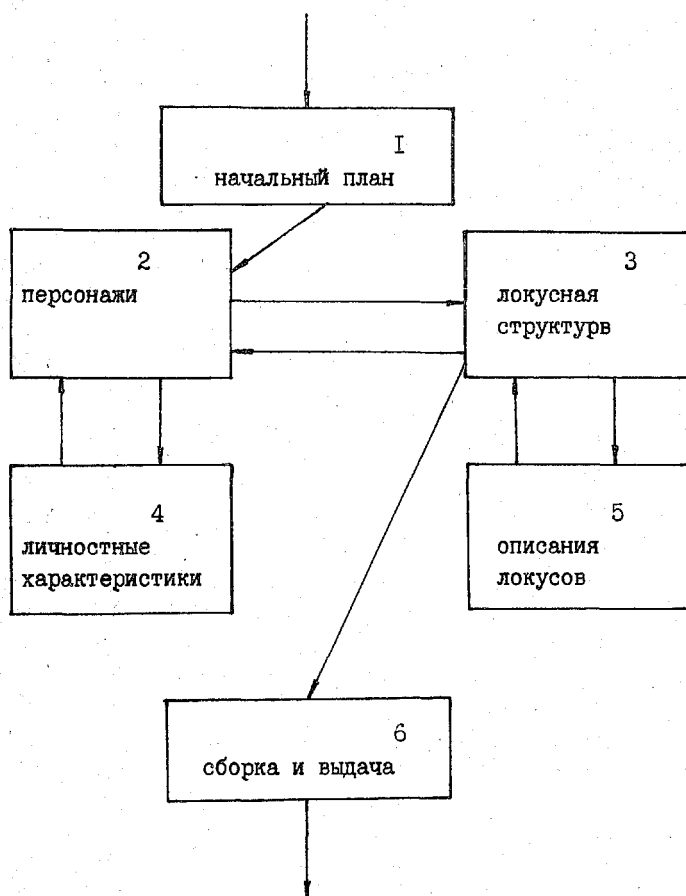 I
начальный план
2
персонажи
3
локусная
структурв
4
личностные
характеристики
5
описания
локусов
6
сборка и выдача